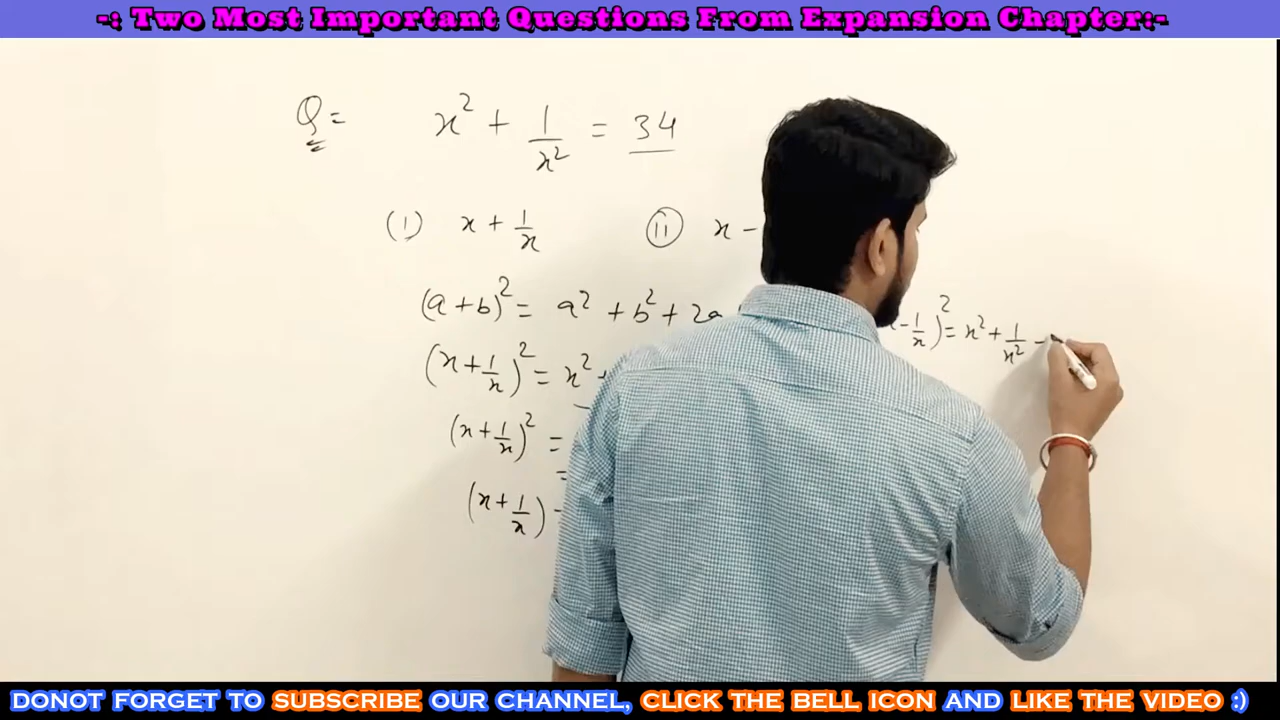 -: Two Most Important Questions From Expansion Chapter:-
Q= x² + 1/x² = 34
(1) x + 1/x (11) x -
(a + b)² = a² + b² + 2a
- 1/x)² = x² + 1/x² -
(x + 1/x)² = x²
(x + 1/x)² =
=
(x + 1/x)
DONOT FORGET TO SUBSCRIBE OUR CHANNEL, CLICK THE BELL ICON AND LIKE THE VIDEO :)